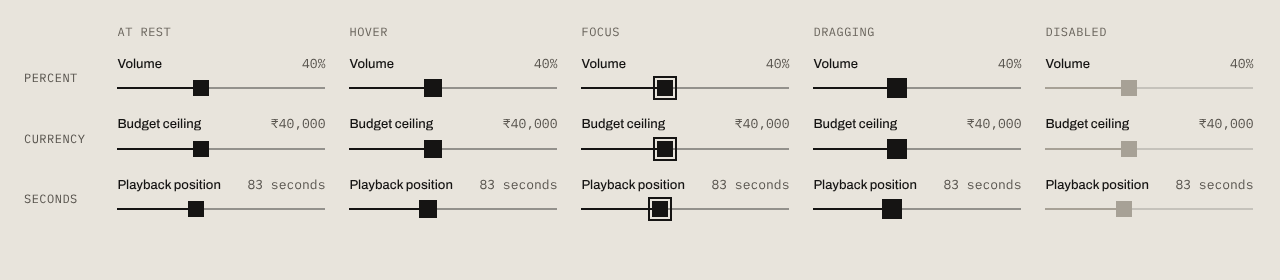 AT REST HOVER FOCUS DRAGGING DISABLED
PERCENT
Volume 40% Volume 40% Volume 40% Volume 40% Volume 40%
CURRENCY
Budget ceiling ₹40,000 Budget ceiling ₹40,000 Budget ceiling ₹40,000 Budget ceiling ₹40,000 Budget ceiling ₹40,000
SECONDS
Playback position 83 seconds Playback position 83 seconds Playback position 83 seconds Playback position 83 seconds Playback position 83 seconds